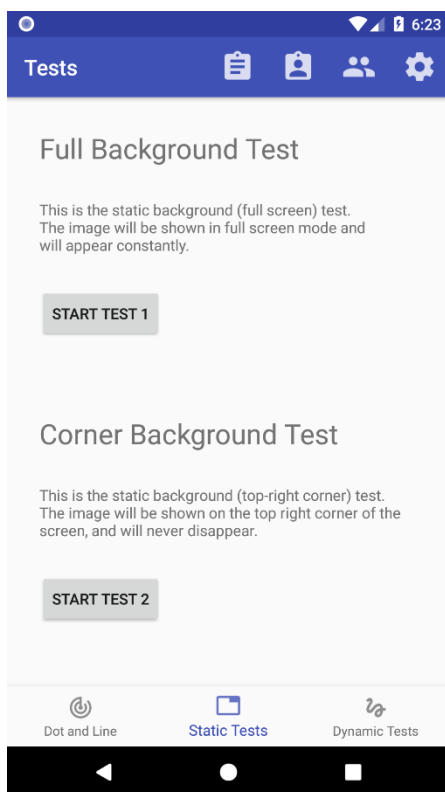 6:23
Tests
Full Background Test
This is the static background (full screen) test.
The image will be shown in full screen mode and
will appear constantly.
START TEST 1
Corner Background Test
This is the static background (top-right corner) test.
The image will be shown on the top right corner of the
screen, and will never disappear.
START TEST 2
Dot and Line
Static Tests
Dynamic Tests